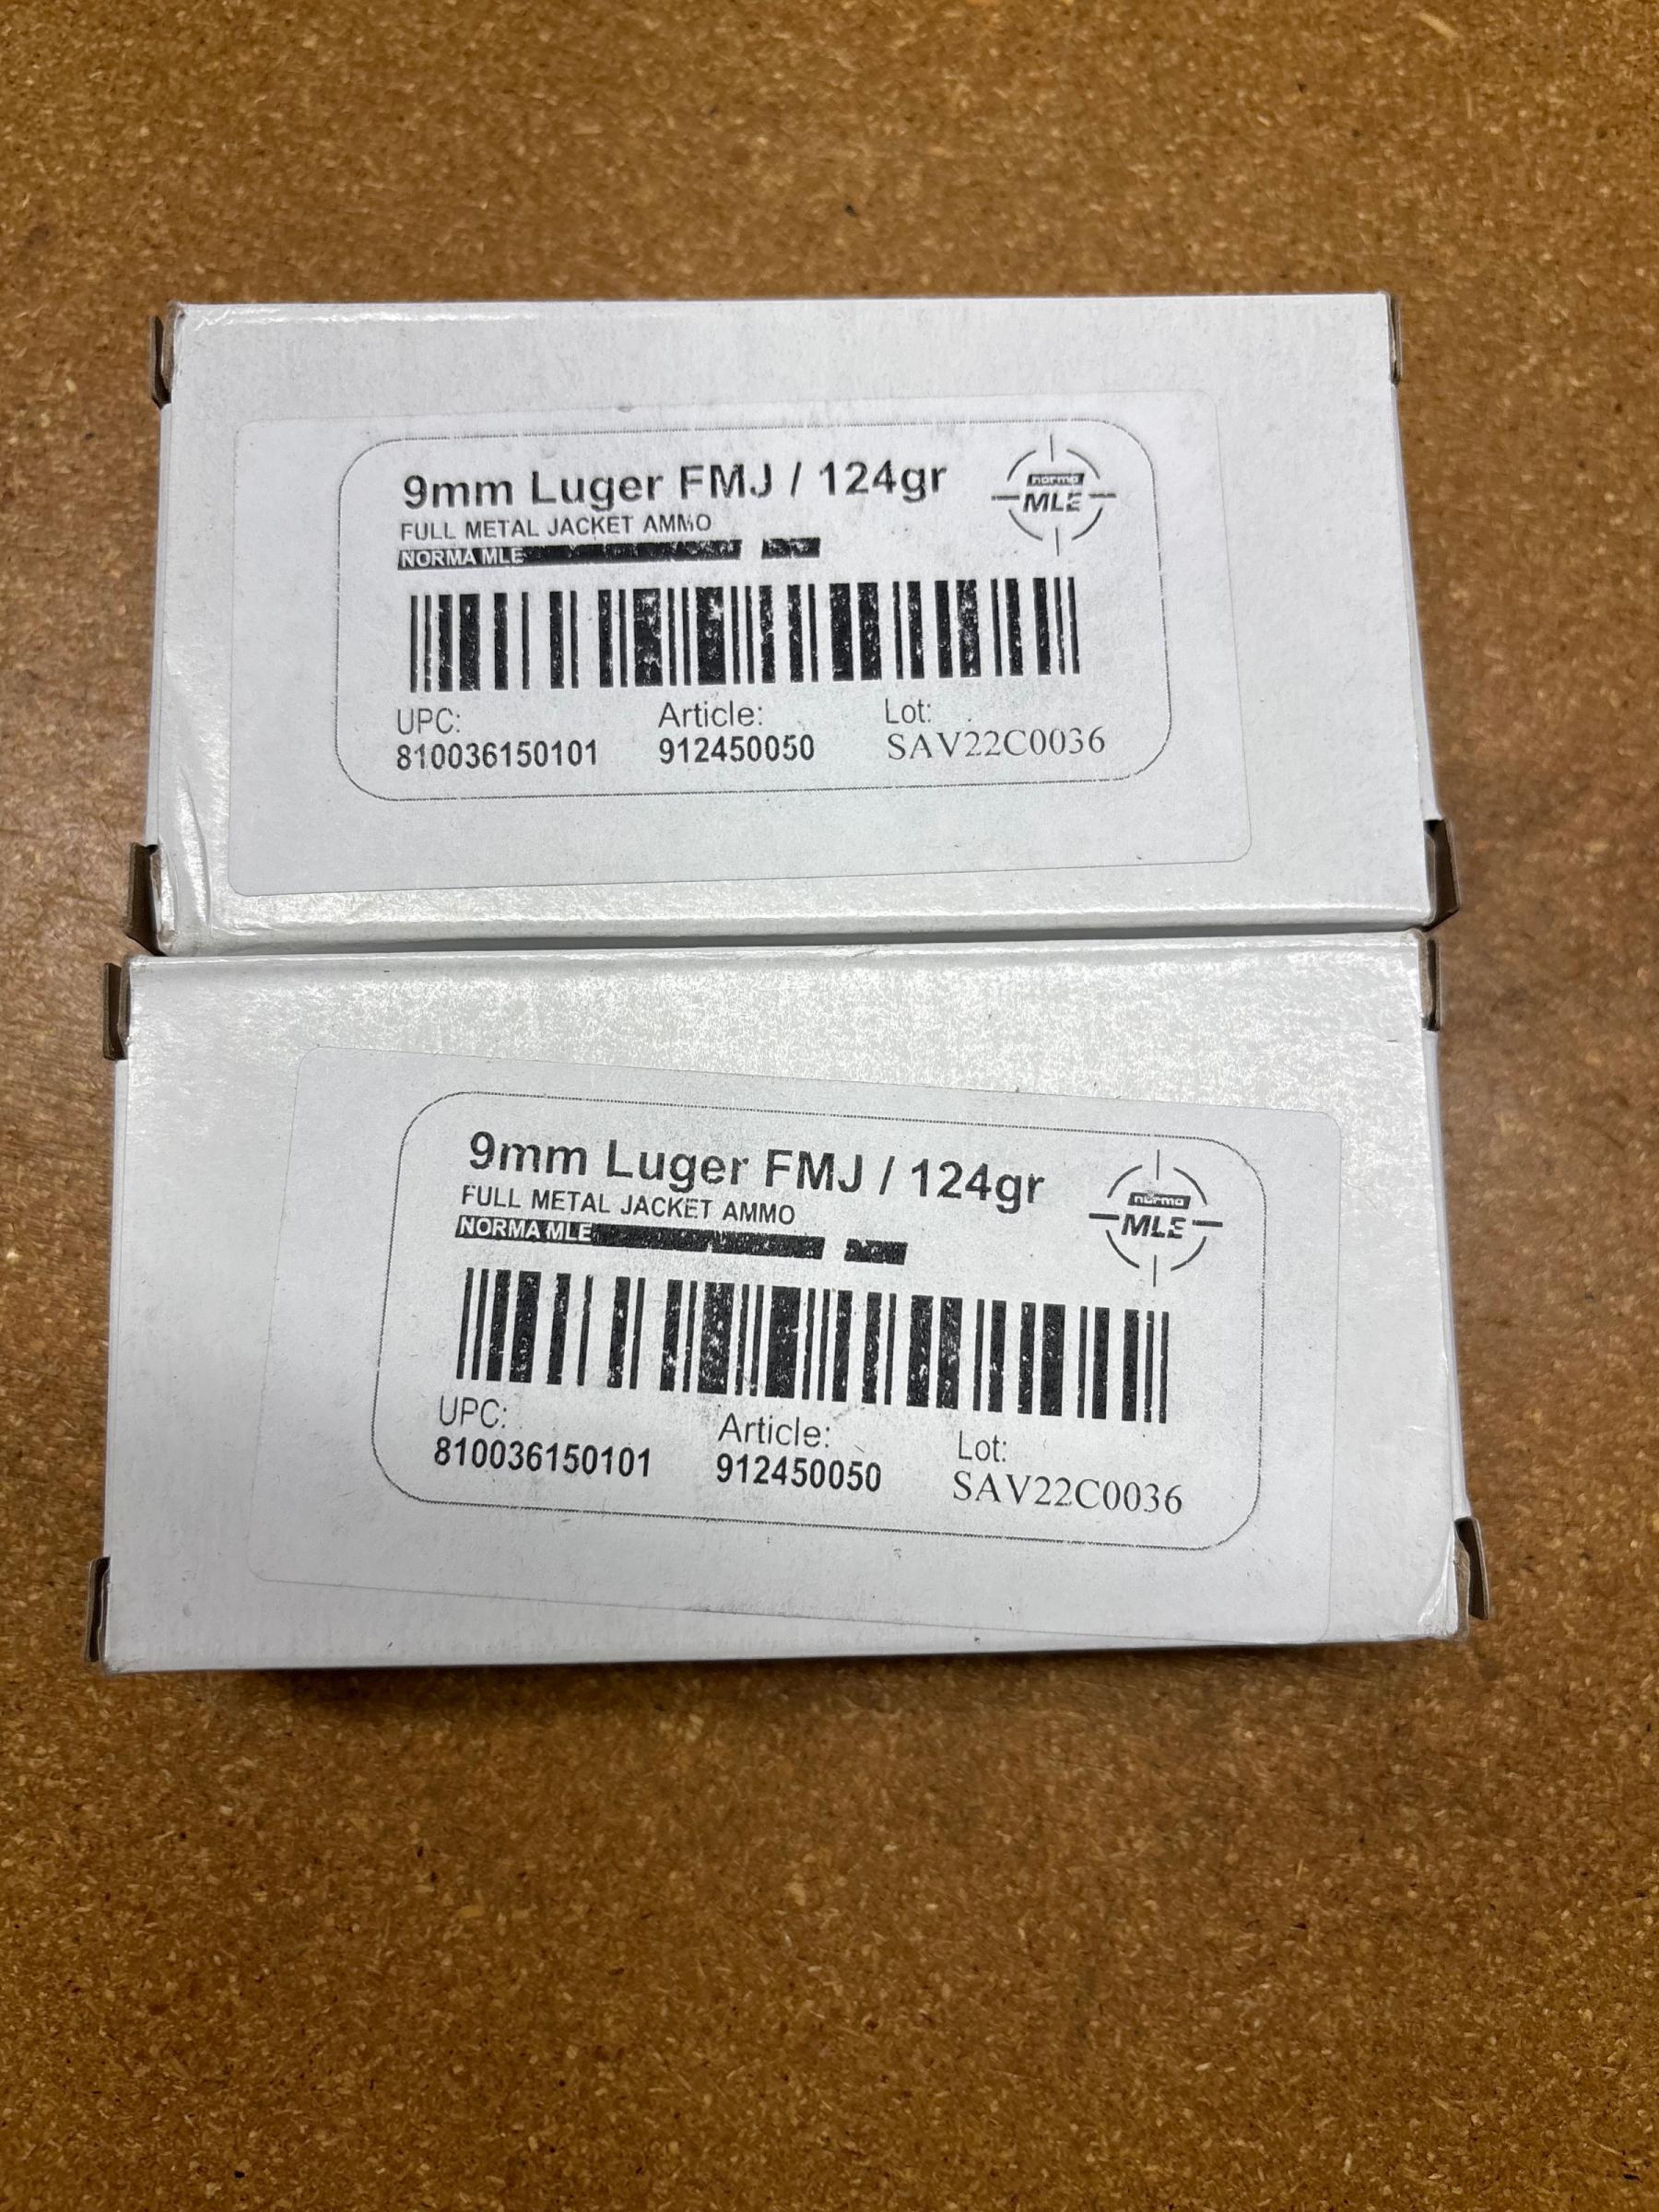 9mm Luger FMJ / 124gr
FULL METAL JACKET AMMO
NORMA MLE
norma
MLE
UPC:
810036150101
Article:
912450050
Lot:
SAV22C0036
9mm Luger FMJ / 124gr
FULL METAL JACKET AMMO
NORMA MLE
norma
MLE
UPC:
810036150101
Article:
912450050
Lot:
SAV22C0036